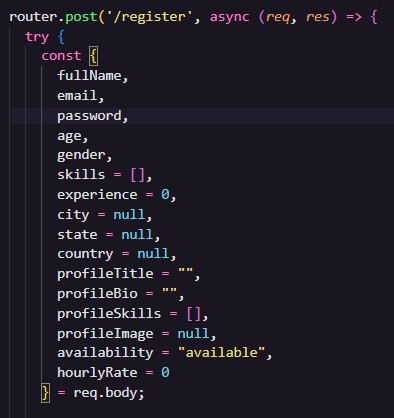 router.post('/register', async (req, res) => {
try {
const {
fullName,
email,
password,
age,
gender,
skills = [],
experience = 0,
city = null,
state = null,
country = null,
profileTitle = "",
profileBio = "",
profileSkills = [],
profileImage = null,
availability = "available",
hourlyRate = 0
} = req.body;